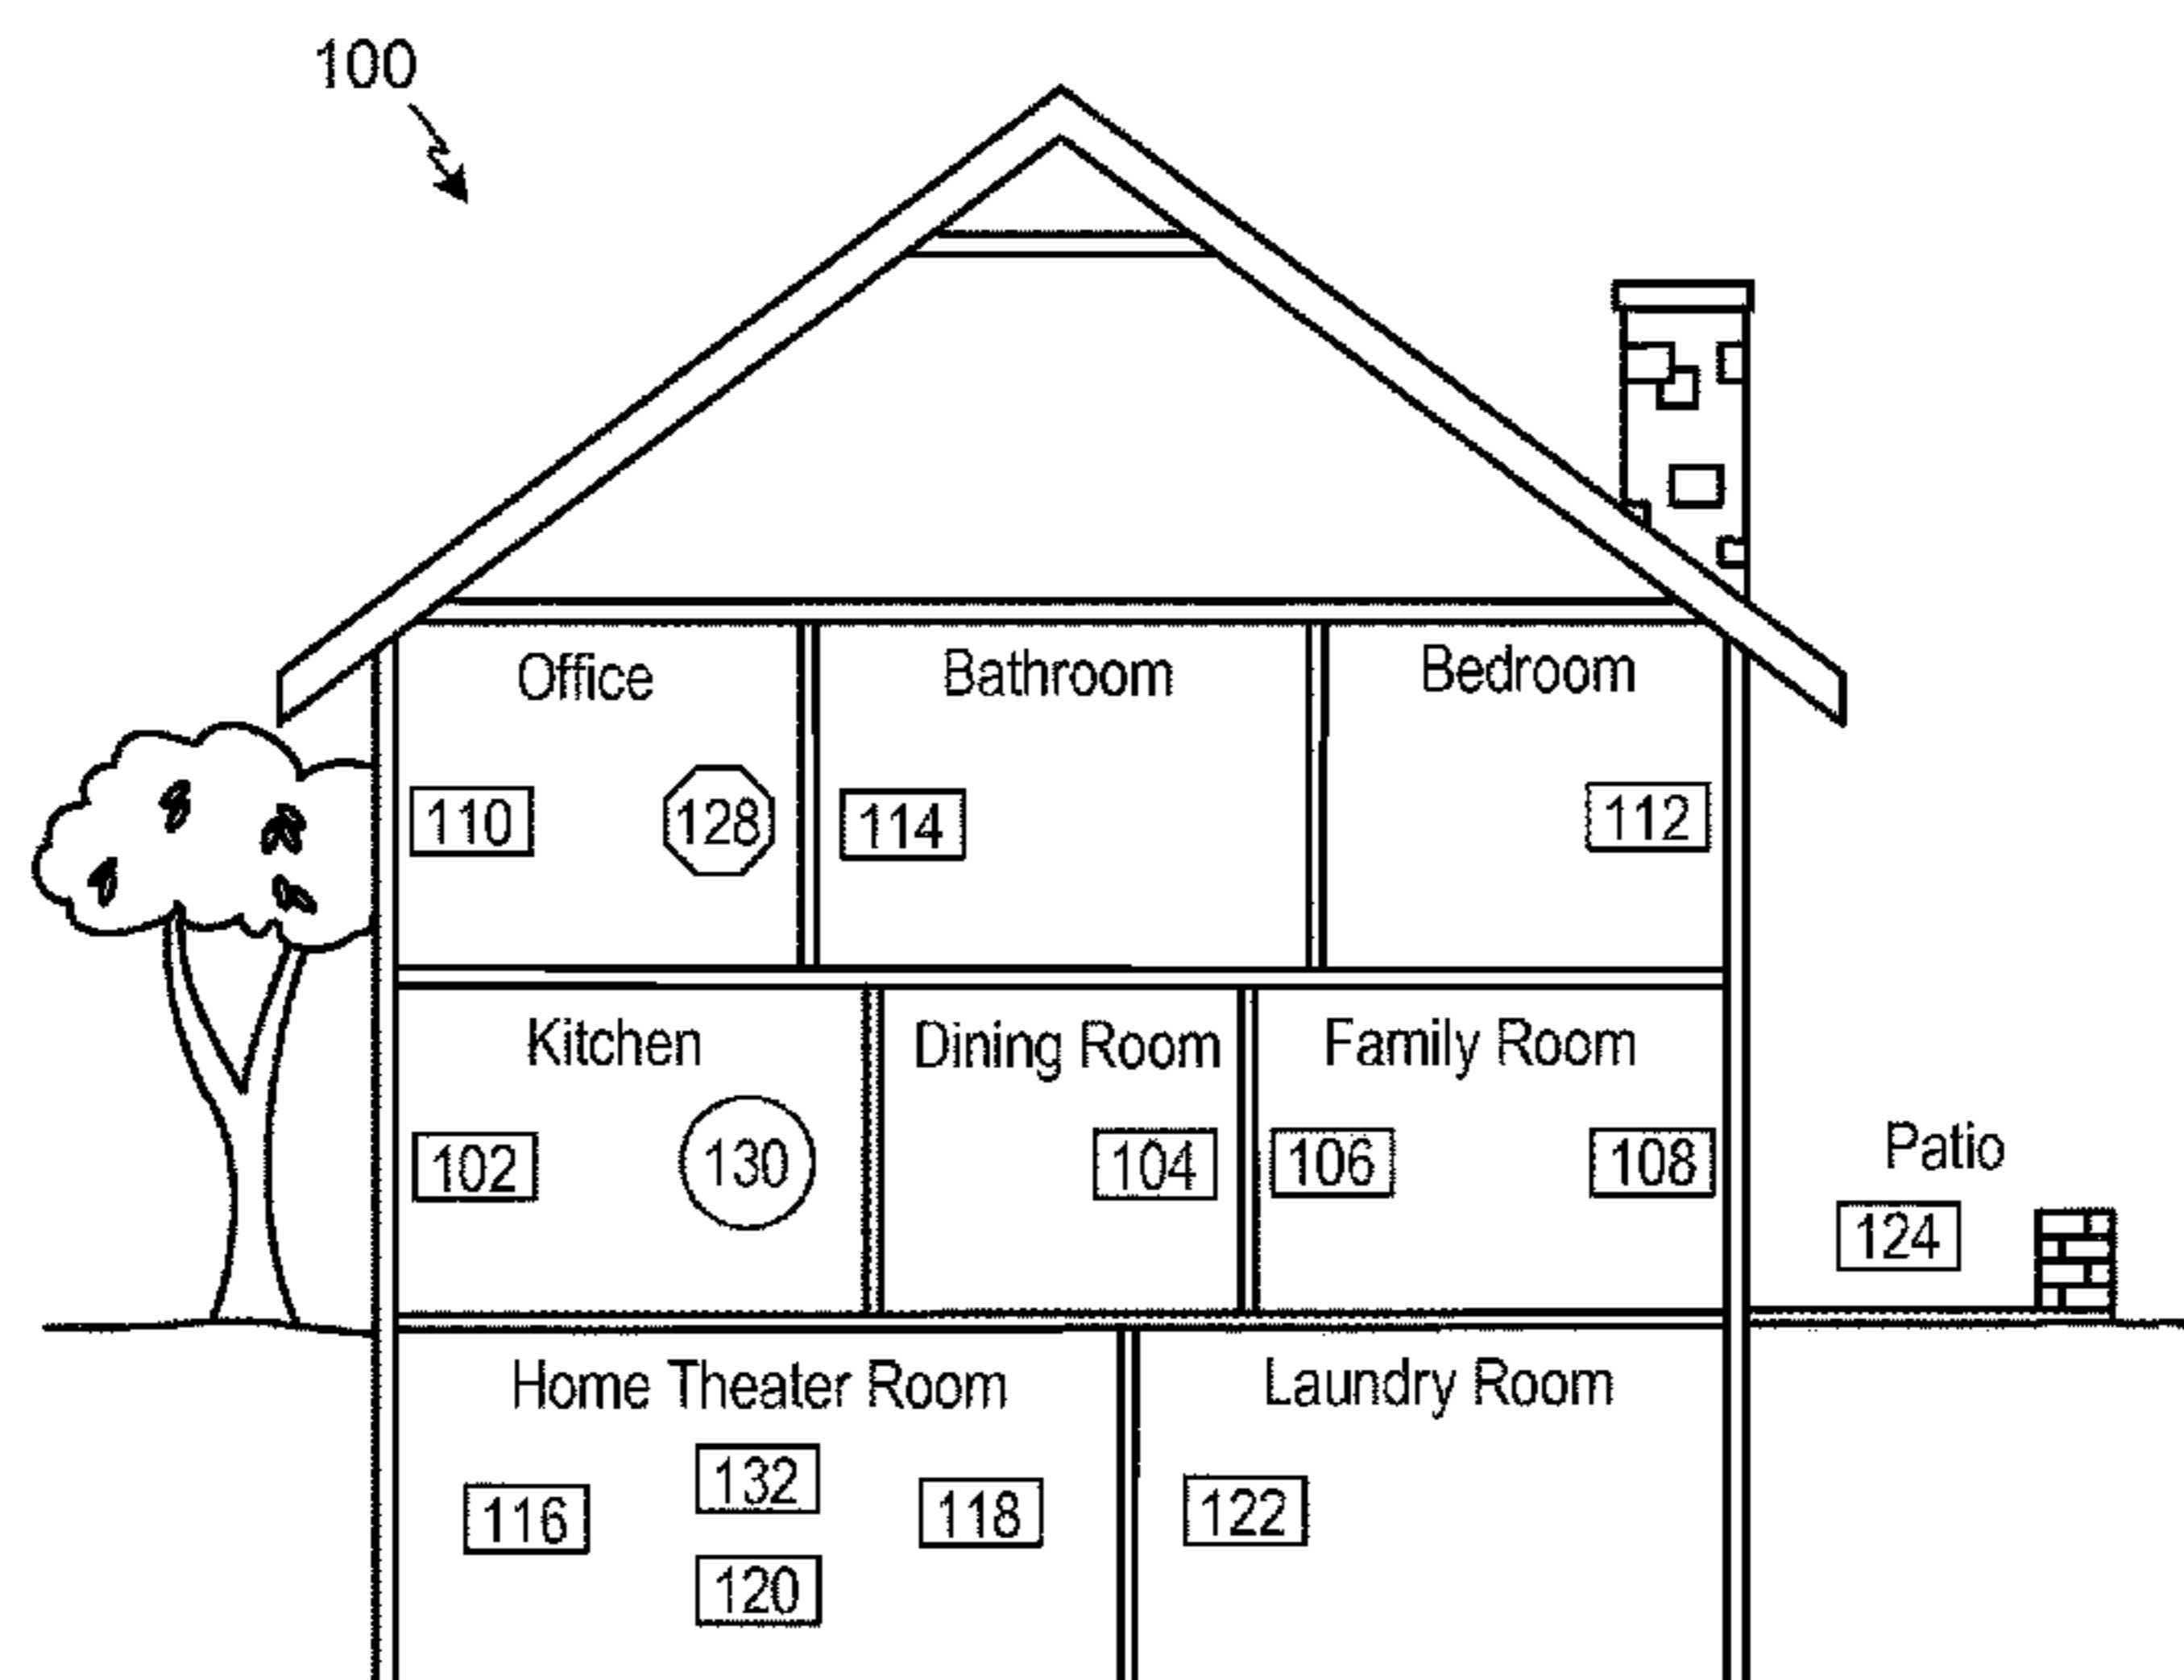 100
Office
Bathroom
Bedroom
110
128
114
112
Kitchen
Dining Room
Family Room
102
130
104
106
108
Patio
124
Home Theater Room
Laundry Room
116
132
118
122
120